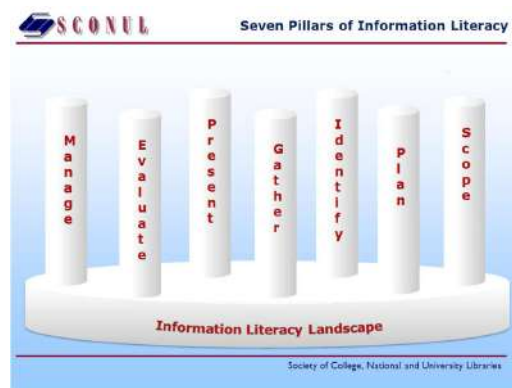 SCONUL
Seven Pillars of Information Literacy
Manage
Evaluate
Present
Gather
Identify
Plan
Scope
Information Literacy Landscape
Society of College, National and University Libraries